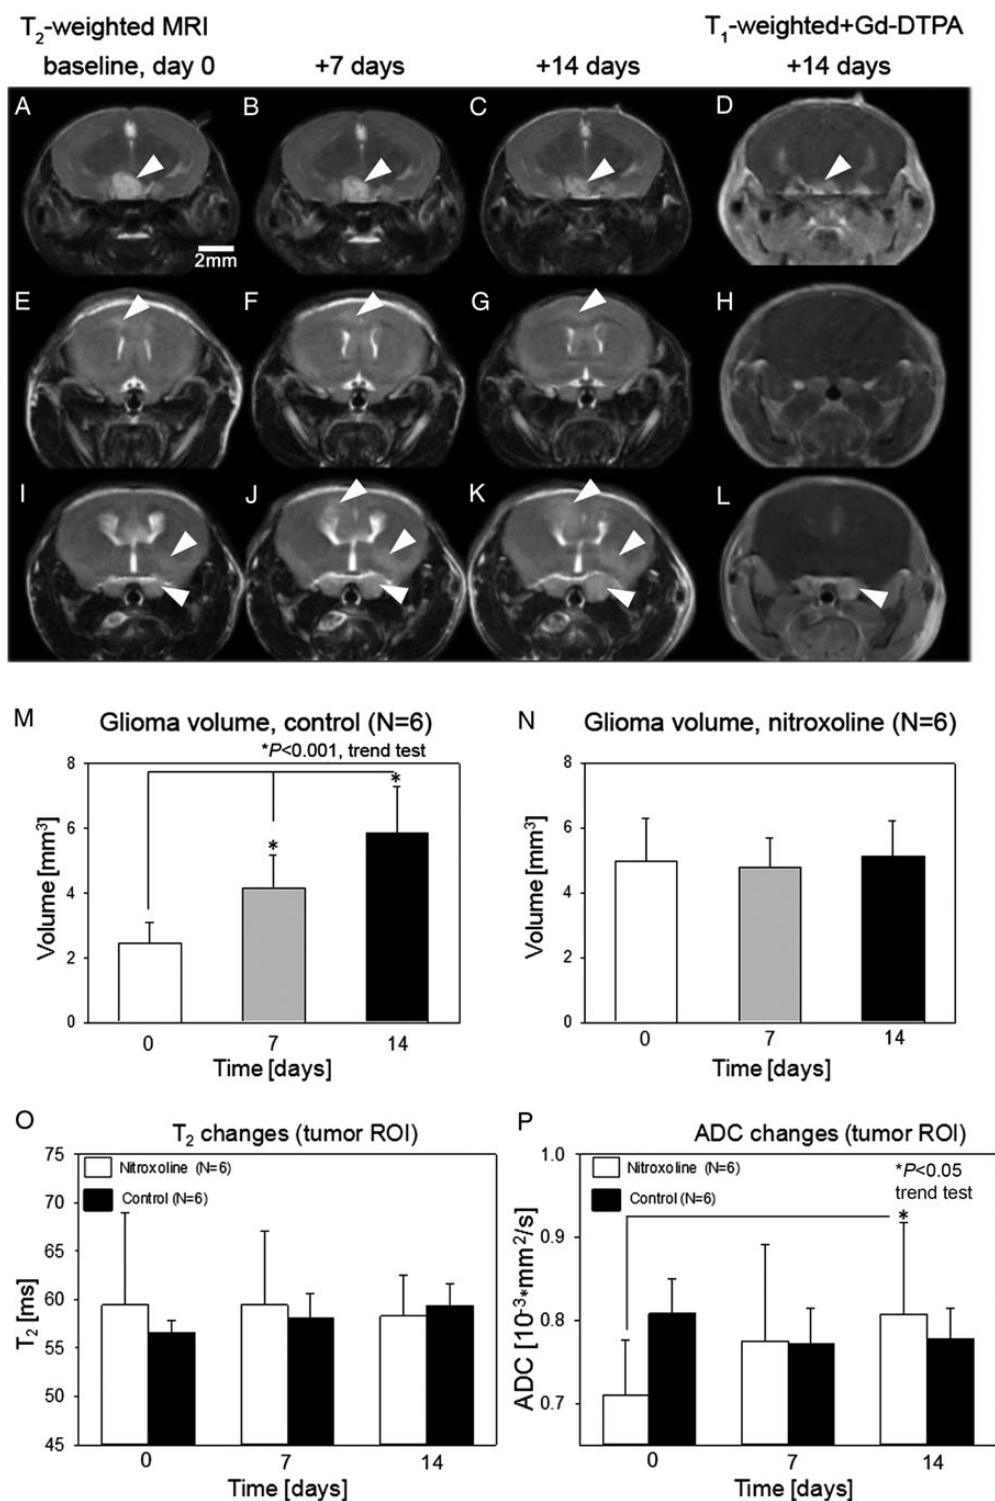 T2-weighted MRI
T1-weighted+Gd-DTPA
baseline, day 0
+7 days
+14 days
+14 days
A
B
C
D
2mm
E
F
G
H
I
J
K
L
M
Glioma volume, control (N=6)
*P<0.001, trend test
8
6
4
2
0
Volume [mm3]
*
*
0
7
14
Time [days]
N
Glioma volume, nitroxoline (N=6)
8
6
4
2
0
Volume [mm3]
0
7
14
Time [days]
O
T2 changes (tumor ROI)
75
70
65
60
55
50
45
T2 [ms]
Nitroxoline (N=6)
Control (N=6)
0
7
14
Time [days]
P
ADC changes (tumor ROI)
1.0
0.9
0.8
0.7
ADC [10-3*mm2/s]
Nitroxoline (N=6)
Control (N=6)
*P<0.05
trend test
*
0
7
14
Time [days]